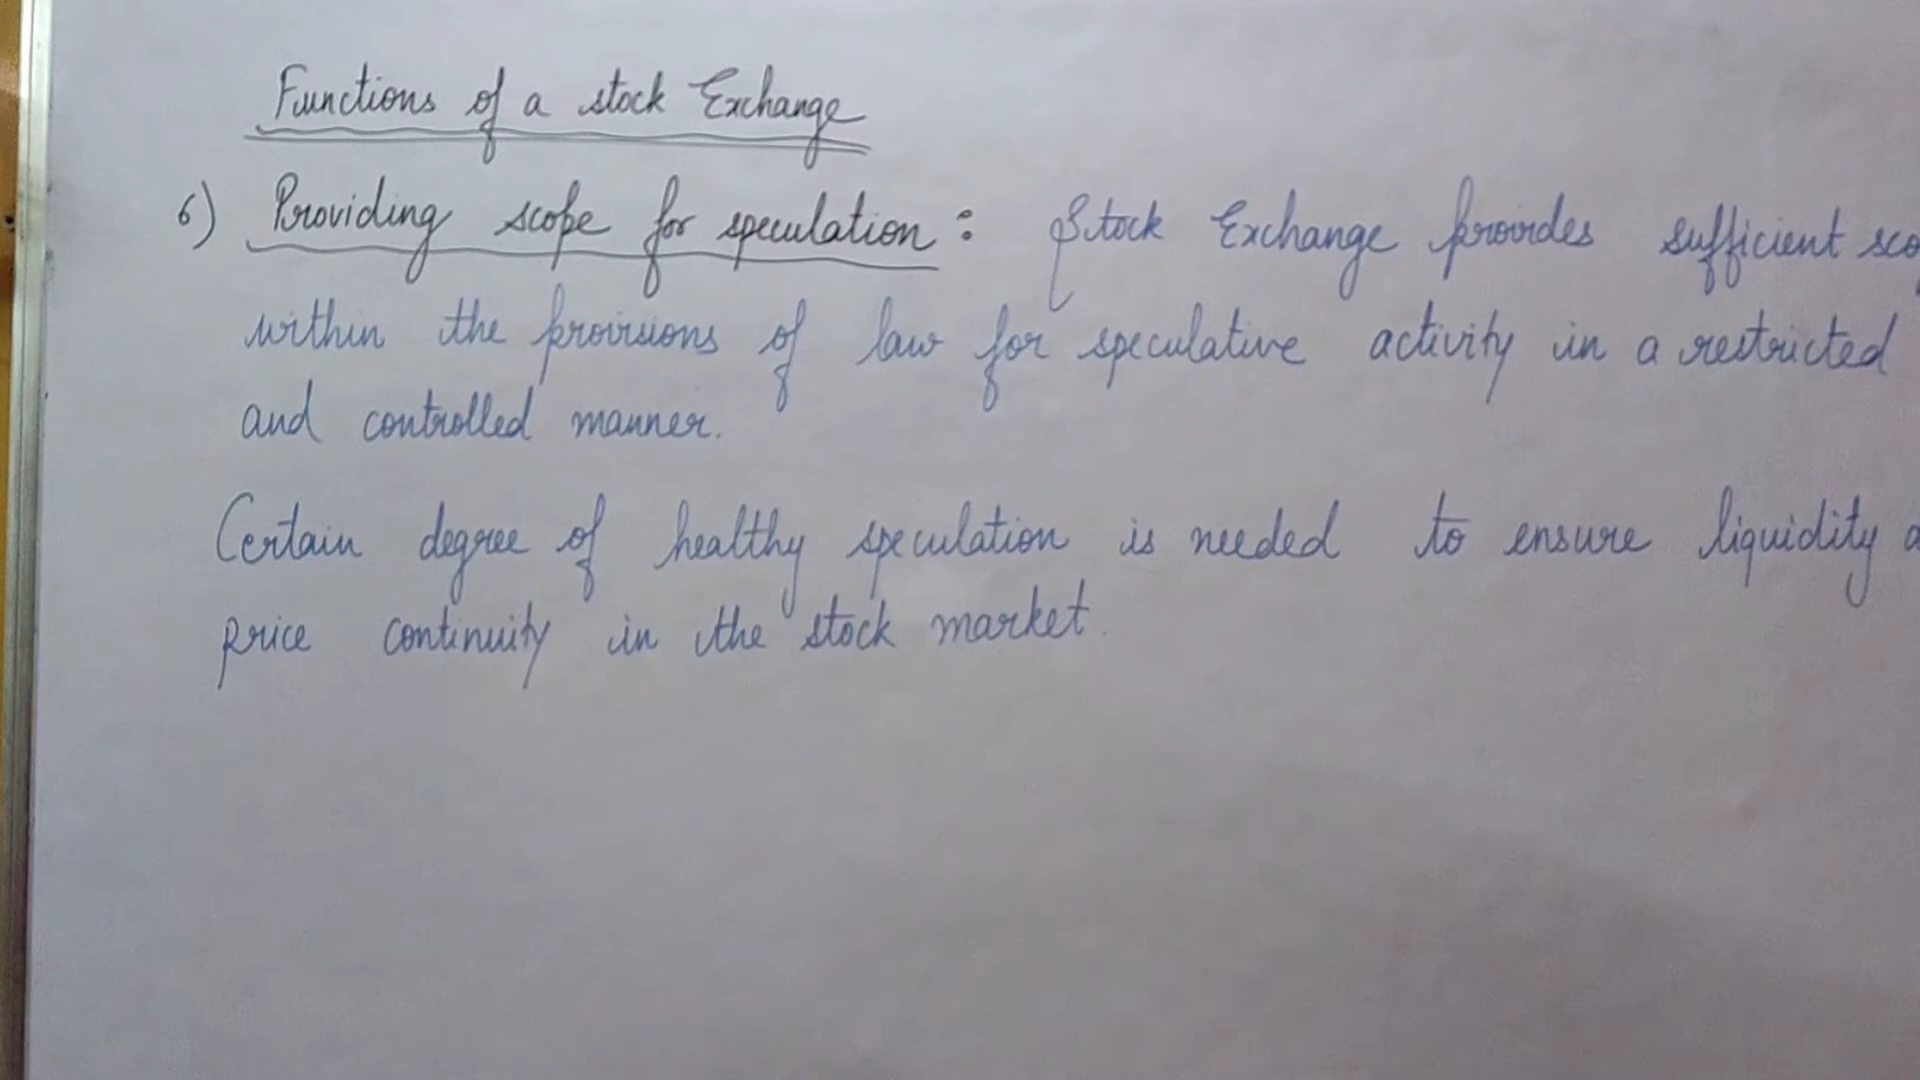 Functions of a stock Exchange
6) Providing scope for speculation : Stock Exchange provides sufficient sco
within the provisions of law for speculative activity in a restricted
and controlled manner.
Certain degree of healthy speculation is needed to ensure liquidity a
price continuity in the stock market.